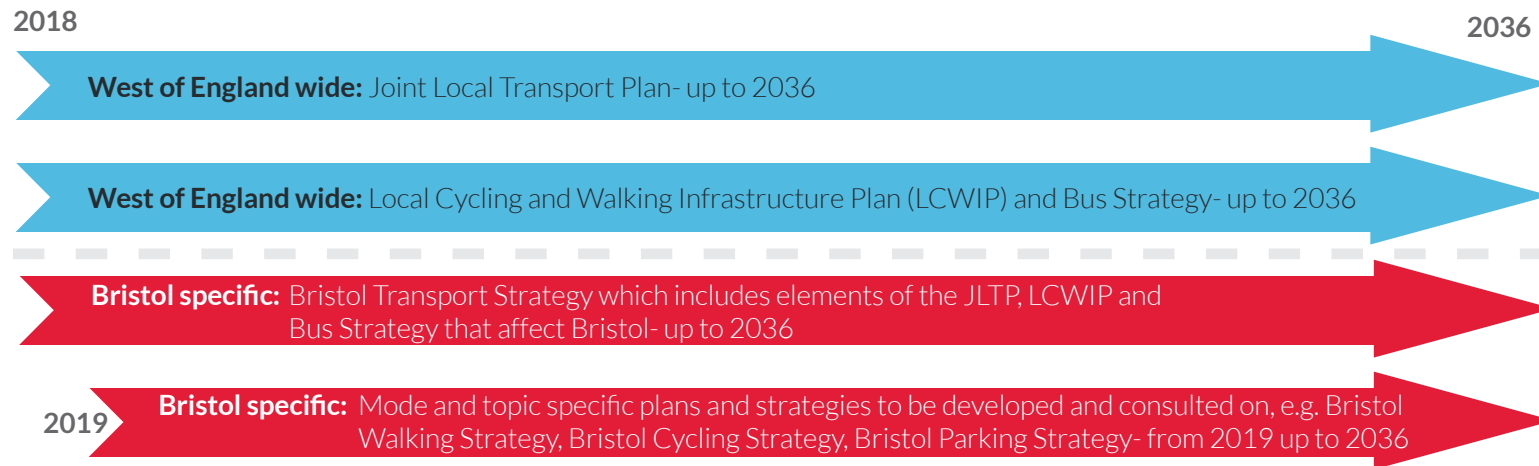 2018
2036
West of England wide: Joint Local Transport Plan- up to 2036
West of England wide: Local Cycling and Walking Infrastructure Plan (LCWIP) and Bus Strategy- up to 2036
Bristol specific: Bristol Transport Strategy which includes elements of the JLTP, LCWIP and
Bus Strategy that affect Bristol- up to 2036
2019
Bristol specific: Mode and topic specific plans and strategies to be developed and consulted on, e.g. Bristol
Walking Strategy, Bristol Cycling Strategy, Bristol Parking Strategy- from 2019 up to 2036